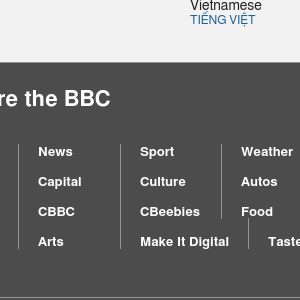 Vietnamese
TIẾNG VIỆT
re the BBC
News Sport Weather
Capital Culture Autos
CBBC CBeebies Food
Arts Make It Digital Taste